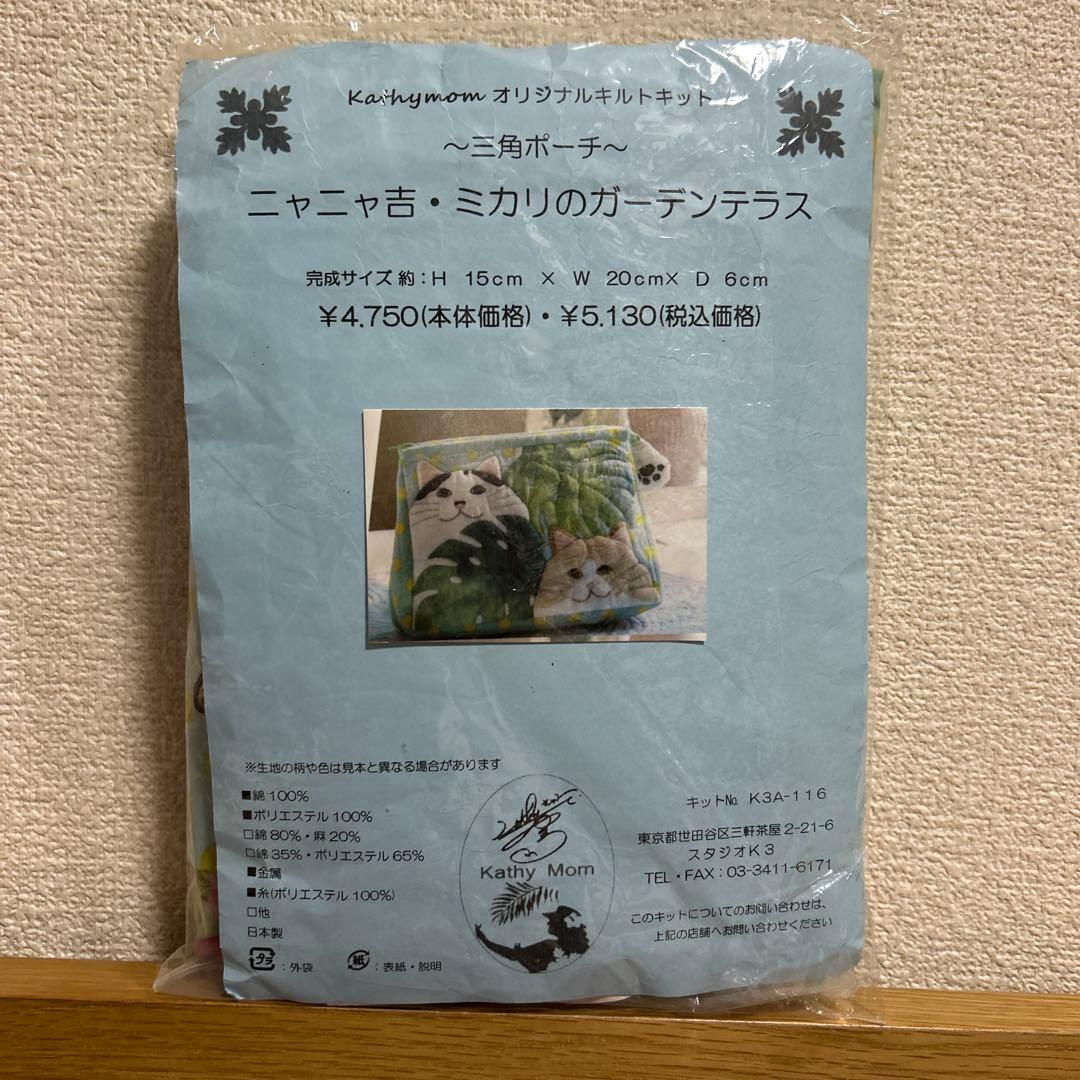 Kathymom オリジナルキルトキット
～三角ポーチ～
ニャニャ吉・ミカリのガーデンテラス
完成サイズ 約：H 15cm × W 20cm× D 6cm
￥4,750(本体価格)・￥5,130(税込価格)
※生地の柄や色は見本と異なる場合があります
■綿 100%
■ポリエステル 100%
□綿 80%・麻 20%
□綿 35%・ポリエステル 65%
■金属
■糸(ポリエステル 100%)
□他
日本製
プラ：外袋 紙：表紙・説明
Kathy Mom
キット№ K3A-116
東京都世田谷区三軒茶屋 2-21-6
スタジオK3
TEL・FAX：03-3411-6171
このキットについてのお問い合わせは、
上記の店舗へお問い合わせください